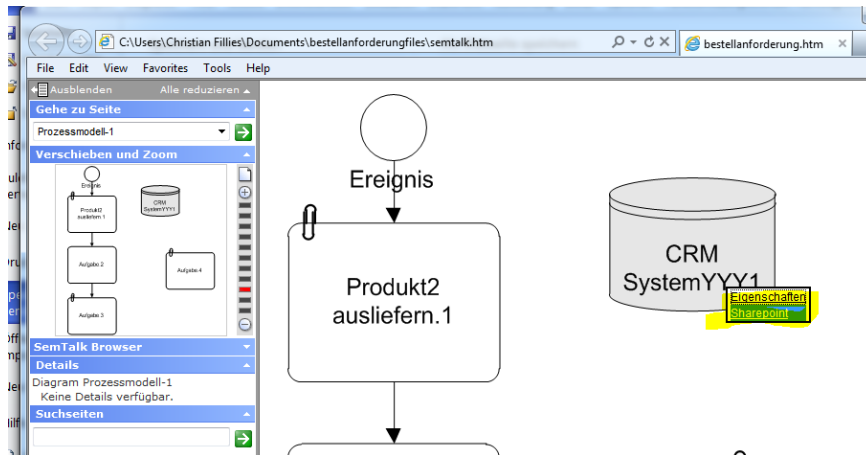 C:\Users\Christian Fillies\Documents\bestellanforderungfiles\semtalk.htm
bestellanforderung.htm
File Edit View Favorites Tools Help
Ausblenden Alle reduzieren
Gehe zu Seite
Prozessmodell-1
Verschieben und Zoom
Ereignis
Produkt2
ausliefern.1
CRM
SystemYYY1
Aufgabe 2
Aufgabe 4
Aufgabe 3
SemTalk Browser
Details
Diagram Prozessmodell-1
Keine Details verfügbar.
Suchseiten
Ereignis
Produkt2
ausliefern.1
CRM
SystemYYY1
Eigenschaften
Sharepoint